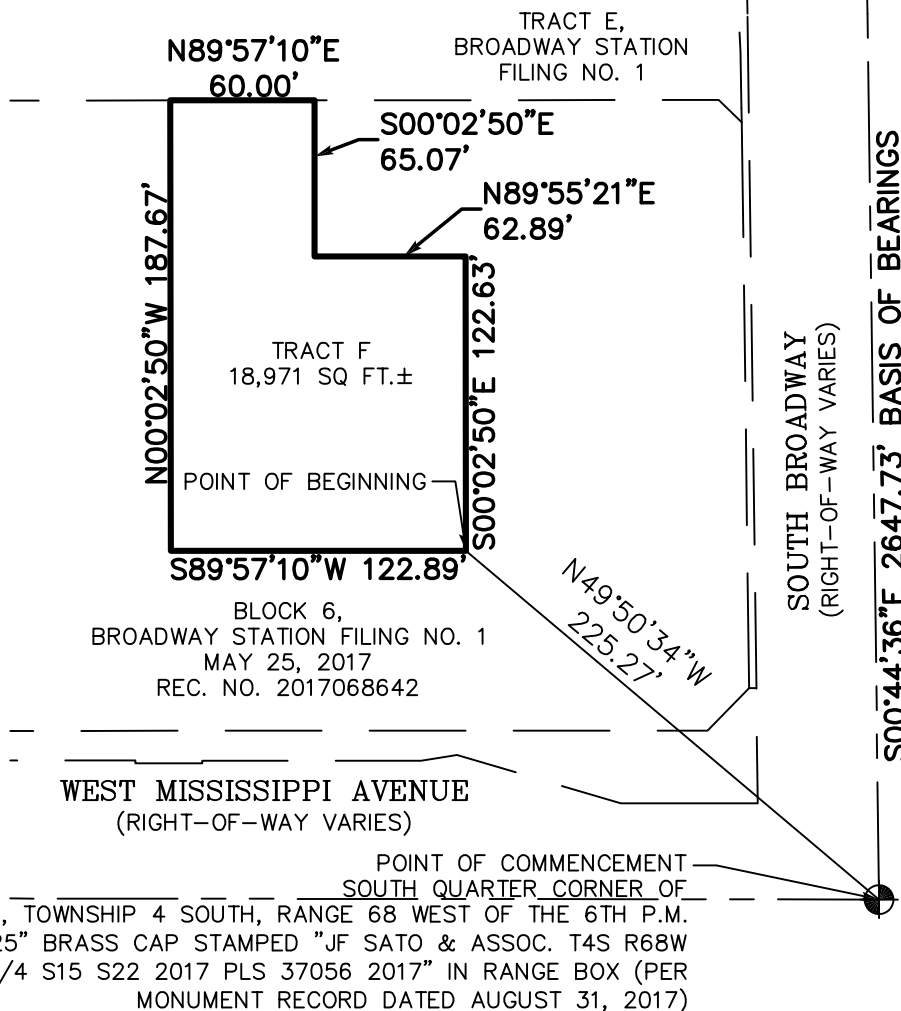 TRACT E,
BROADWAY STATION
FILING NO. 1
N89°57'10"E
60.00'
S00°02'50"E
65.07'
N89°55'21"E
62.89'
N00°02'50"W 187.67'
S00°02'50"E 122.63'
TRACT F
18,971 SQ FT.±
POINT OF BEGINNING
S89°57'10"W 122.89'
BLOCK 6,
BROADWAY STATION FILING NO. 1
MAY 25, 2017
REC. NO. 2017068642
N49°50'34"W
225.27'
SOUTH BROADWAY
(RIGHT-OF-WAY VARIES)
S00°44'36"E 2647.73' BASIS OF BEARINGS
WEST MISSISSIPPI AVENUE
(RIGHT-OF-WAY VARIES)
POINT OF COMMENCEMENT
SOUTH QUARTER CORNER OF
, TOWNSHIP 4 SOUTH, RANGE 68 WEST OF THE 6TH P.M.
25" BRASS CAP STAMPED "JF SATO & ASSOC. T4S R68W
/4 S15 S22 2017 PLS 37056 2017" IN RANGE BOX (PER
MONUMENT RECORD DATED AUGUST 31, 2017)